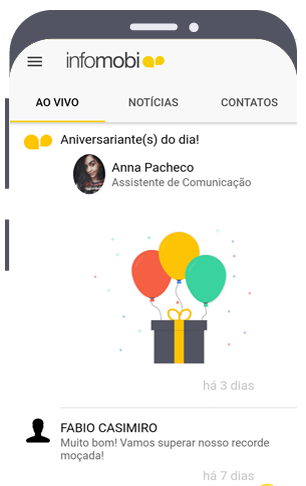 infomobi
AO VIVO NOTÍCIAS CONTATOS
Aniversariante(s) do dia!
Anna Pacheco
Assistente de Comunicação
há 3 dias
FABIO CASIMIRO
Muito bom! Vamos superar nosso recorde
moçada!
há 7 dias